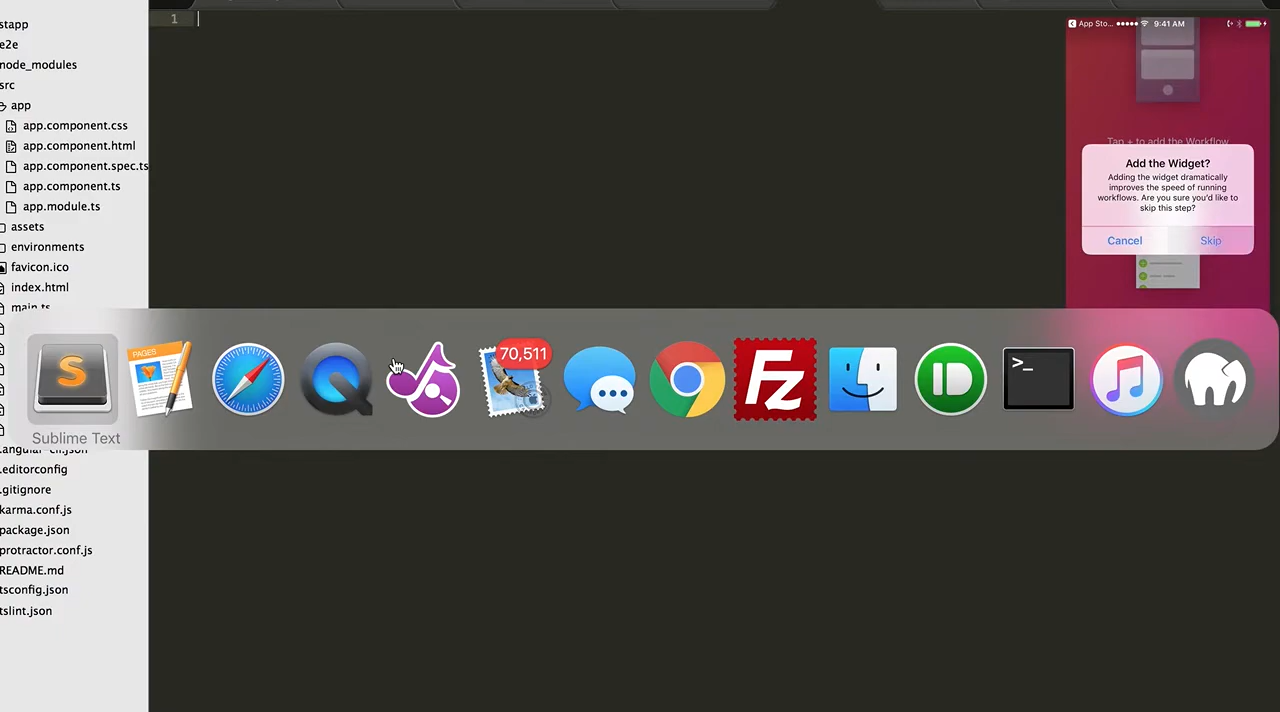 stapp
e2e
node_modules
src
app
app.component.css
app.component.html
app.component.spec.ts
app.component.ts
app.module.ts
assets
environments
favicon.ico
index.html
main.ts
.angular-cli.json
.editorconfig
.gitignore
karma.conf.js
package.json
protractor.conf.js
README.md
tsconfig.json
tslint.json
1
App Sto...
9:41 AM
Tap + to add the Workflow
Add the Widget?
Adding the widget dramatically
improves the speed of running
workflows. Are you sure you'd like to
skip this step?
Cancel
Skip
S
PAGES
70,511
Fz
>_
Sublime Text